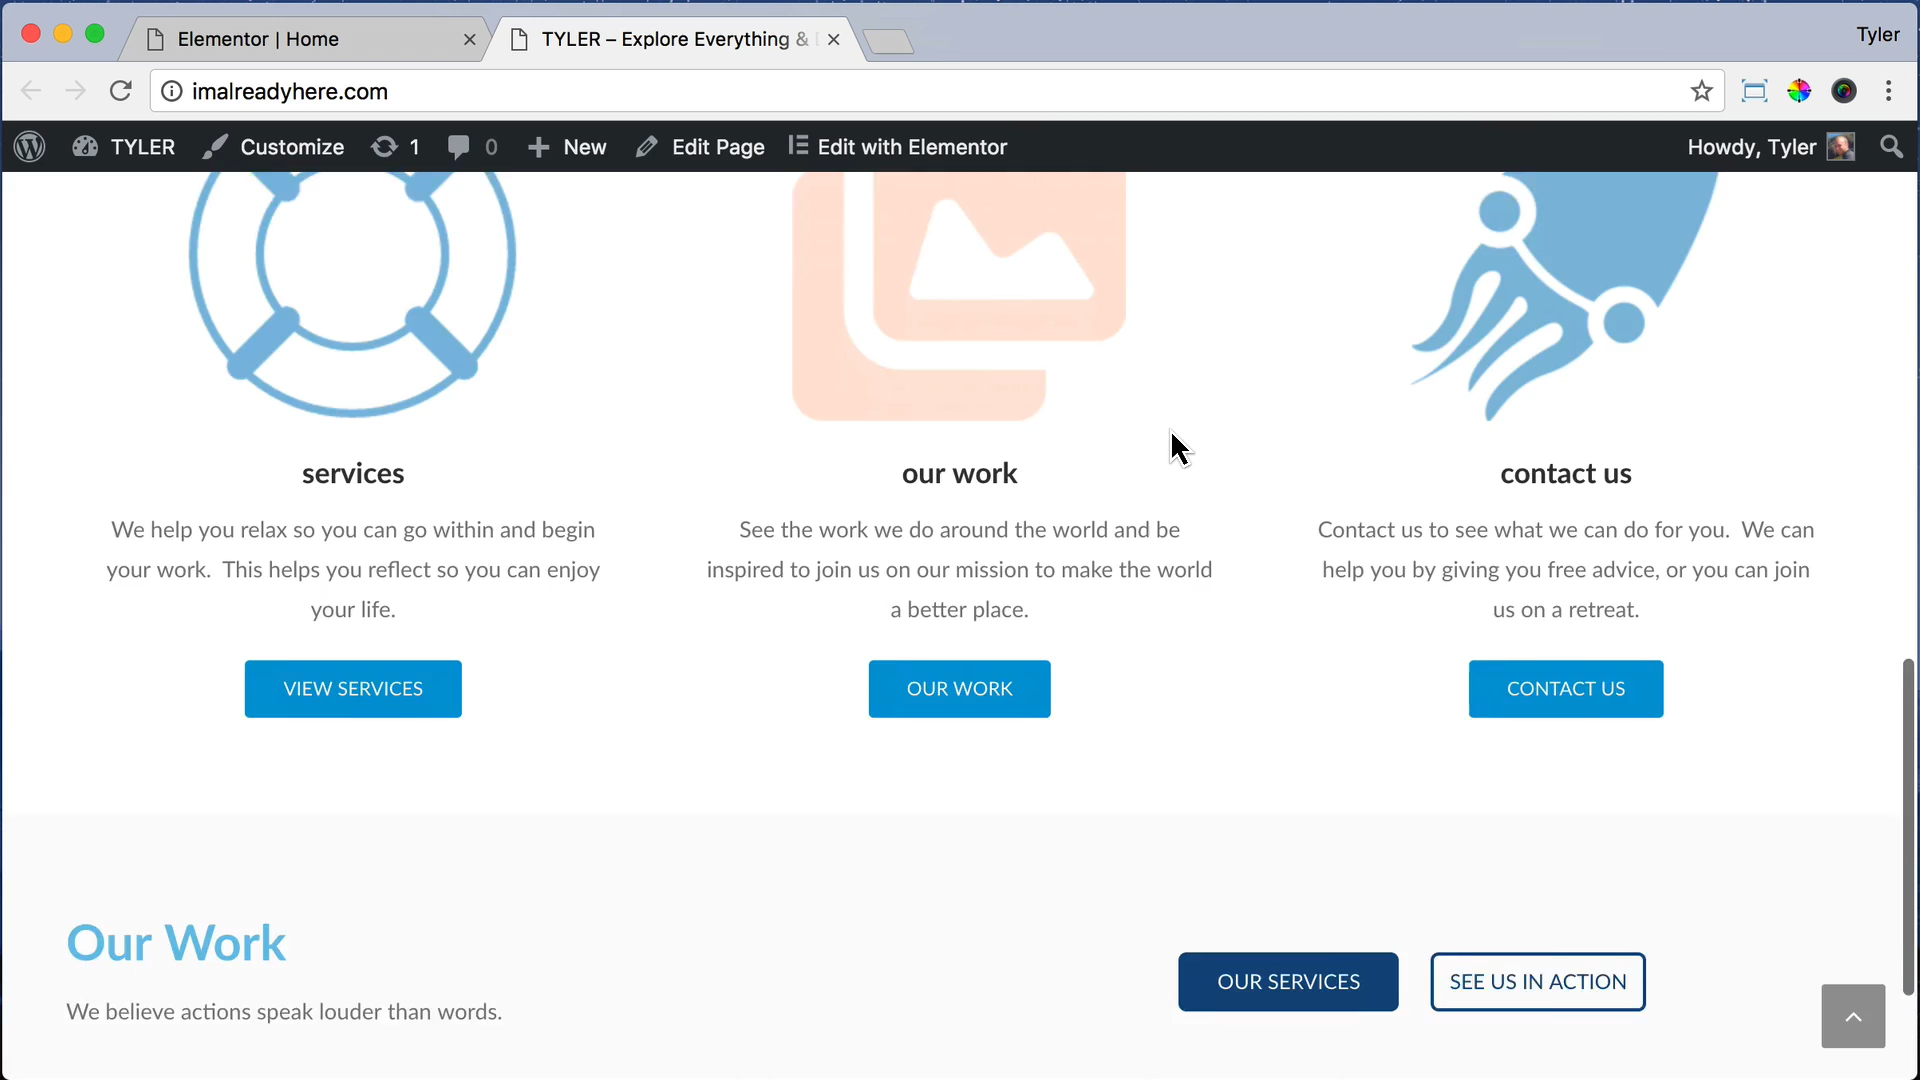 Elementor | Home
TYLER – Explore Everything &
Tyler
imalreadyhere.com
TYLER Customize 1 0 New Edit Page Edit with Elementor Howdy, Tyler
services
We help you relax so you can go within and begin
your work. This helps you reflect so you can enjoy
your life.
VIEW SERVICES
our work
See the work we do around the world and be
inspired to join us on our mission to make the world
a better place.
OUR WORK
contact us
Contact us to see what we can do for you. We can
help you by giving you free advice, or you can join
us on a retreat.
CONTACT US
Our Work
We believe actions speak louder than words.
OUR SERVICES
SEE US IN ACTION